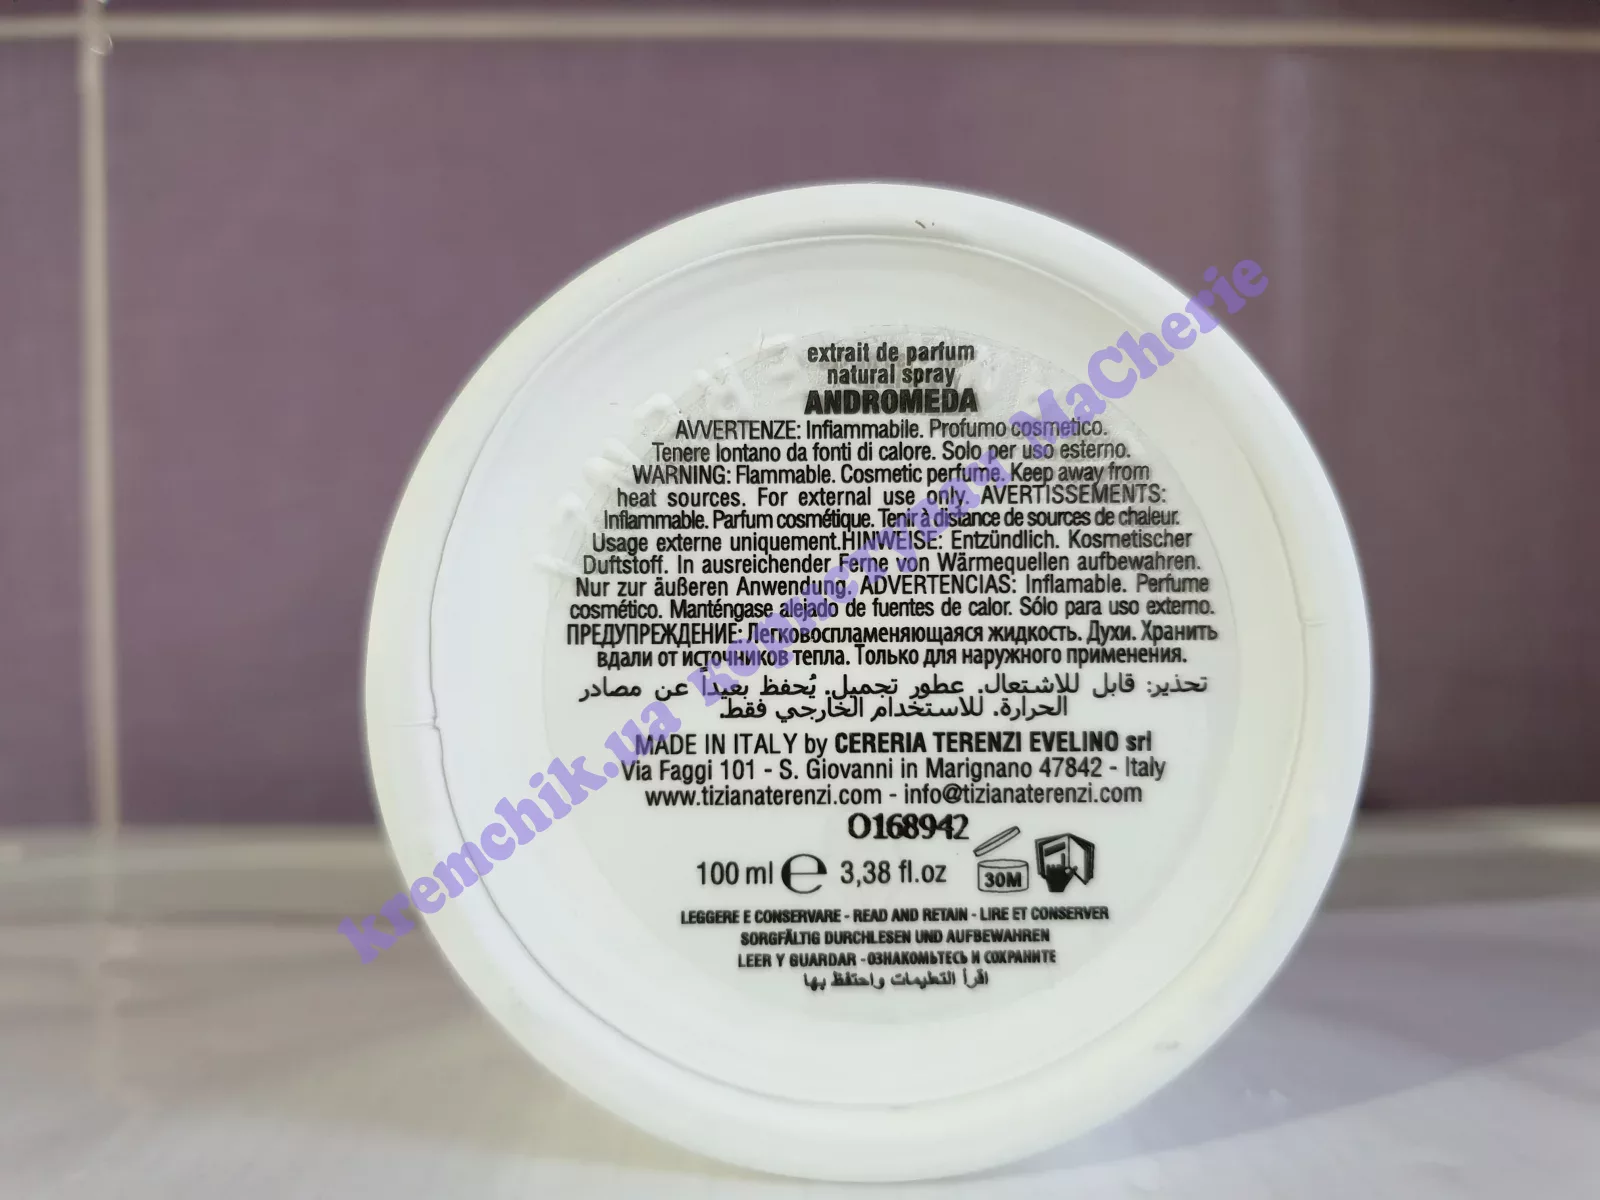 extrait de parfum
natural spray
ANDROMEDA
AVVERTENZE: Infiammabile. Profumo cosmetico.
Tenere lontano da fonti di calore. Solo per uso esterno.
WARNING: Flammable. Cosmetic perfume. Keep away from
heat sources. For external use only. AVERTISSEMENTS:
Inflammable. Parfum cosmétique. Tenir à distance de sources de chaleur.
Usage externe uniquement.HINWEISE: Entzündlich. Kosmetischer
Duftstoff. In ausreichender Ferne von Wärmequellen aufbewahren.
Nur zur äußeren Anwendung. ADVERTENCIAS: Inflamable. Perfume
cosmético. Manténgase alejado de fuentes de calor. Sólo para uso externo.
ПРЕДУПРЕЖДЕНИЕ: Легковоспламеняющаяся жидкость. Духи. Хранить
вдали от источников тепла. Только для наружного применения.
تحذير: قابل للاشتعال. عطور تجميل. يُحفظ بعيداً عن مصادر
الحرارة. للاستخدام الخارجي فقط.
MADE IN ITALY by CERERIA TERENZI EVELINO srl
Via Faggi 101 - S. Giovanni in Marignano 47842 - Italy
www.tizianaterenzi.com - info@tizianaterenzi.com
O168942
100 ml e 3,38 fl.oz 30M
LEGGERE E CONSERVARE - READ AND RETAIN - LIRE ET CONSERVER
SORGFÄLTIG DURCHLESEN UND AUFBEWAHREN
LEER Y GUARDAR - ОЗНАКОМЬТЕСЬ И СОХРАНИТЕ
اقرأ التعليمات واحتفظ بها
kremchik.ua користувач MaCherie